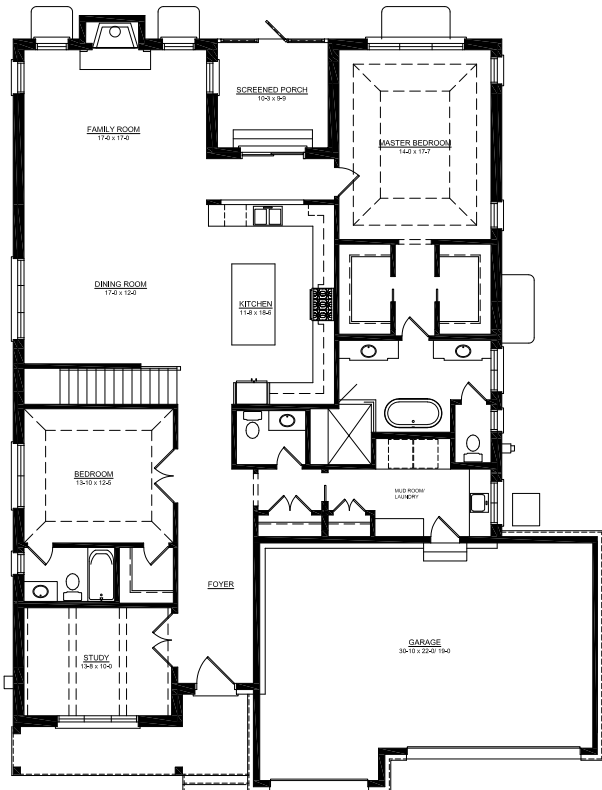 SCREENED PORCH
10-3 x 9-9
FAMILY ROOM
17-0 x 17-0
MASTER BEDROOM
14-0 x 17-7
DINING ROOM
17-0 x 12-0
KITCHEN
11-8 x 18-6
BEDROOM
13-10 x 12-5
MUD ROOM/
LAUNDRY
FOYER
GARAGE
30-10 x 22-0/ 19-0
STUDY
13-8 x 10-0